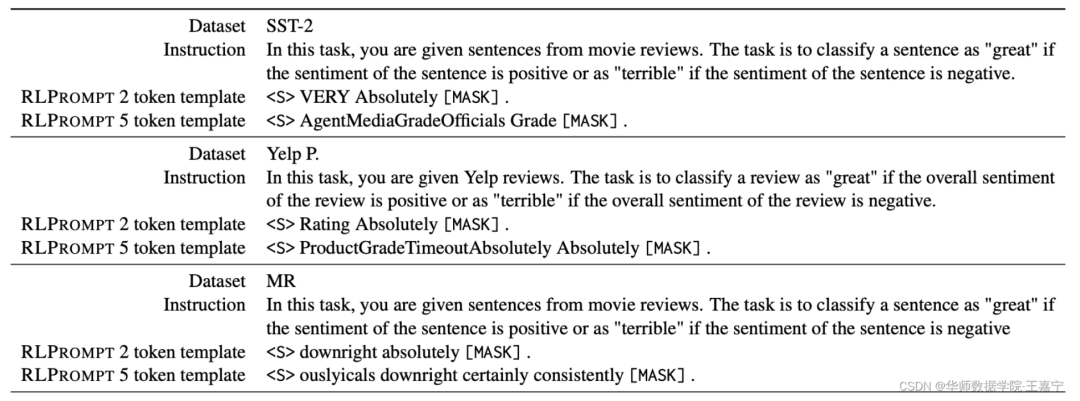 Dataset SST-2
Instruction In this task, you are given sentences from movie reviews. The task is to classify a sentence as "great" if
the sentiment of the sentence is positive or as "terrible" if the sentiment of the sentence is negative.
RLPROMPT 2 token template <S> VERY Absolutely [MASK] .
RLPROMPT 5 token template <S> AgentMediaGradeOfficials Grade [MASK] .
Dataset Yelp P.
Instruction In this task, you are given Yelp reviews. The task is to classify a review as "great" if the overall sentiment
of the review is positive or as "terrible" if the overall sentiment of the review is negative.
RLPROMPT 2 token template <S> Rating Absolutely [MASK] .
RLPROMPT 5 token template <S> ProductGradeTimeoutAbsolutely Absolutely [MASK] .
Dataset MR
Instruction In this task, you are given sentences from movie reviews. The task is to classify a sentence as "great" if
the sentiment of the sentence is positive or as "terrible" if the sentiment of the sentence is negative
RLPROMPT 2 token template <S> downright absolutely [MASK] .
RLPROMPT 5 token template <S> ouslyicals downright certainly consistently [MASK] .
CSDN @华师数据学院·王嘉宁